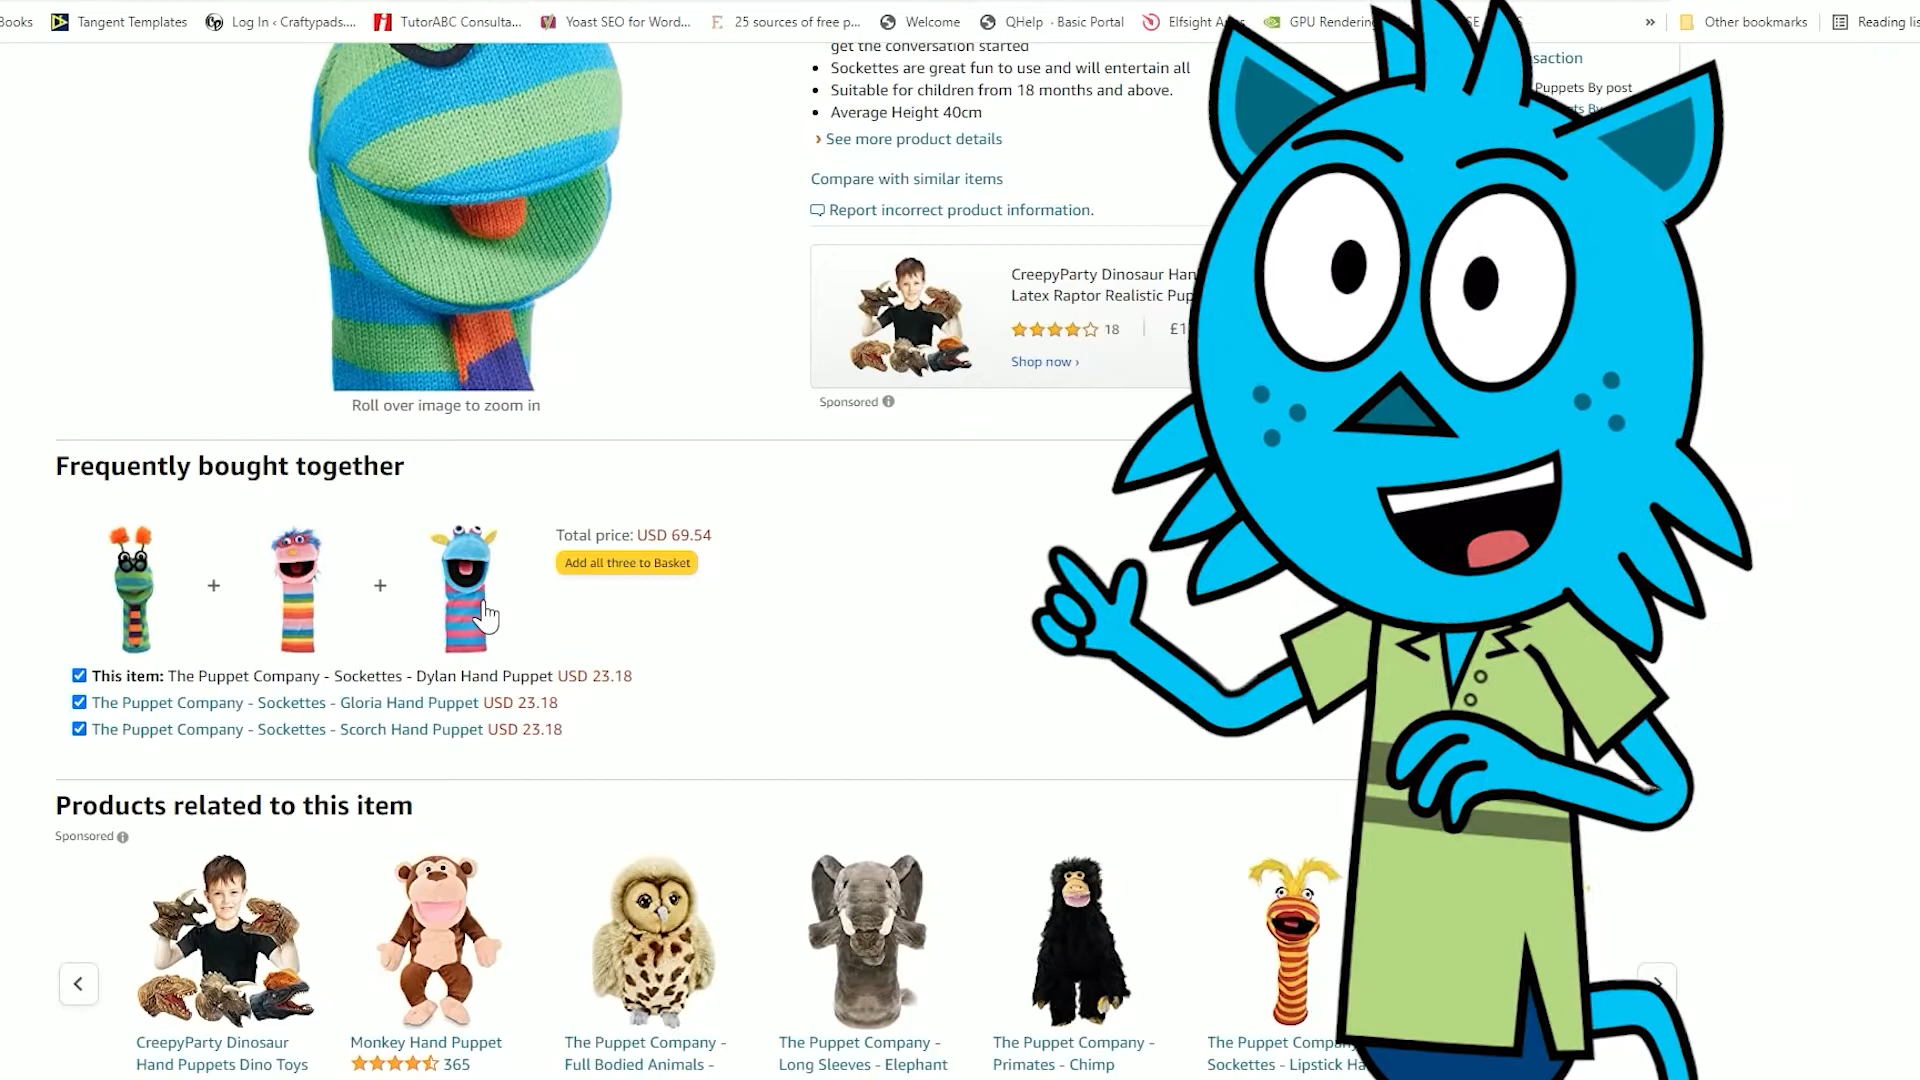 Books
Tangent Templates
Log In ‹ Craftypads....
TutorABC Consulta...
Yoast SEO for Word...
25 sources of free p...
Welcome
QHelp · Basic Portal
Elfsight
GPU Rendering
»
Other bookmarks
Reading lis
get the conversation started
• Sockettes are great fun to use and will entertain all
• Suitable for children from 18 months and above.
• Average Height 40cm
› See more product details
Compare with similar items
Report incorrect product information.
Puppets By post
CreepyParty Dinosaur Han
Latex Raptor Realistic Pup
18
Shop now ›
Sponsored
Roll over image to zoom in
Frequently bought together
+
+
Total price: USD 69.54
Add all three to Basket
This item: The Puppet Company - Sockettes - Dylan Hand Puppet USD 23.18
The Puppet Company - Sockettes - Gloria Hand Puppet USD 23.18
The Puppet Company - Sockettes - Scorch Hand Puppet USD 23.18
Products related to this item
Sponsored
CreepyParty Dinosaur
Hand Puppets Dino Toys
Monkey Hand Puppet
365
The Puppet Company -
Full Bodied Animals -
The Puppet Company -
Long Sleeves - Elephant
The Puppet Company -
Primates - Chimp
The Puppet Compan
Sockettes - Lipstick Ha